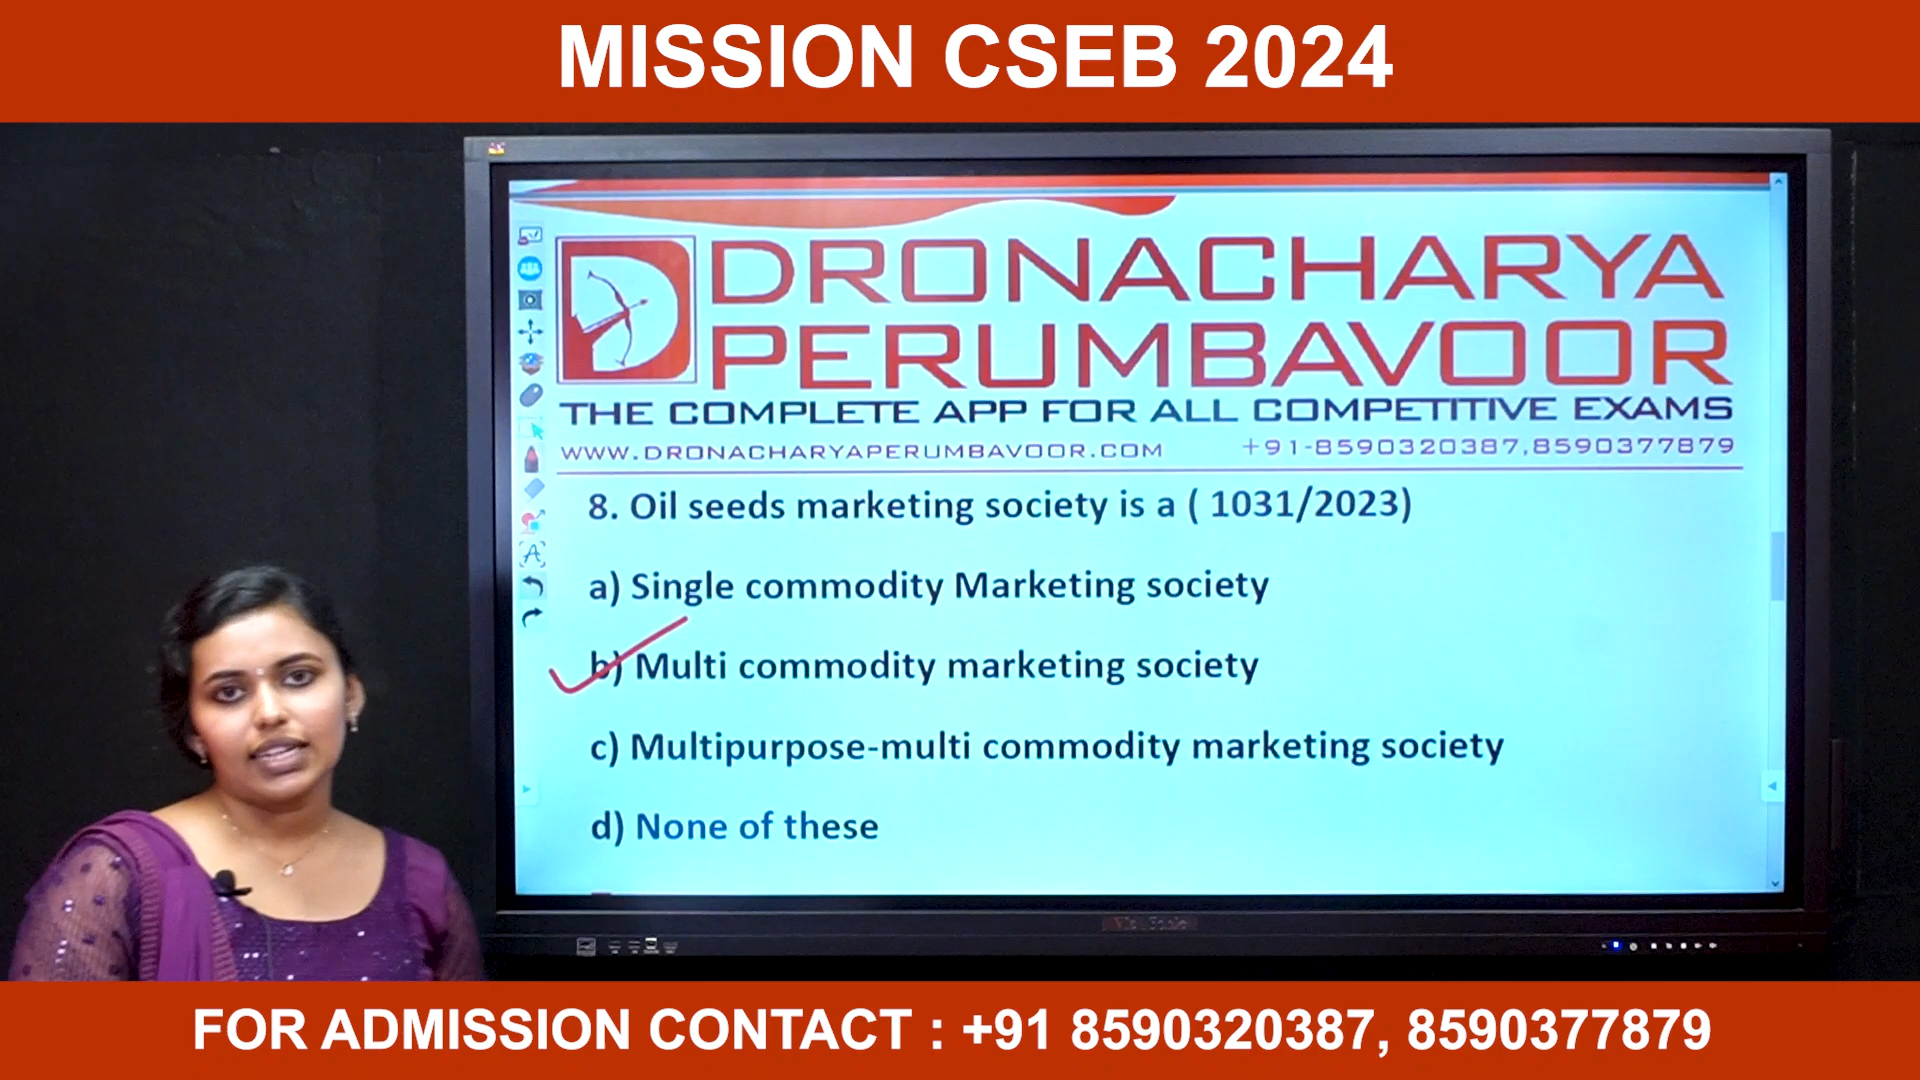 MISSION CSEB 2024
DRONACHARYA
PERUMBAVOOR
THE COMPLETE APP FOR ALL COMPETITIVE EXAMS
WWW.DRONACHARYAPERUMBAVOOR.COM +91-8590320387,8590377879
8. Oil seeds marketing society is a ( 1031/2023)
a) Single commodity Marketing society
b) Multi commodity marketing society
c) Multipurpose-multi commodity marketing society
d) None of these
FOR ADMISSION CONTACT : +91 8590320387, 8590377879